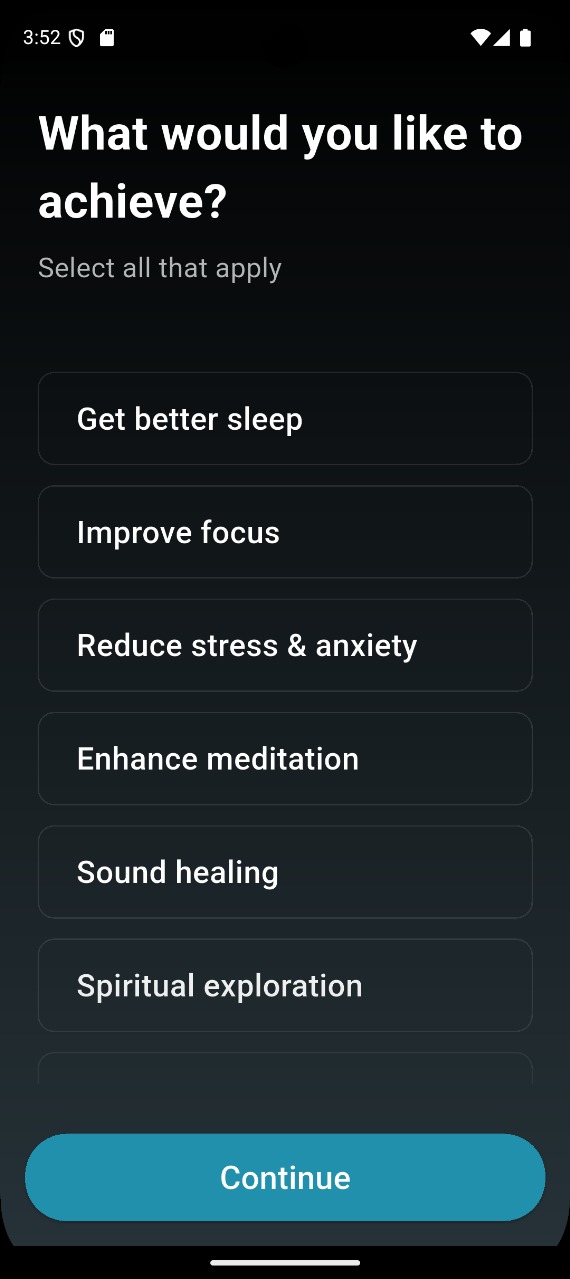 3:52
What would you like to
achieve?
Select all that apply
Get better sleep
Improve focus
Reduce stress & anxiety
Enhance meditation
Sound healing
Spiritual exploration
Continue